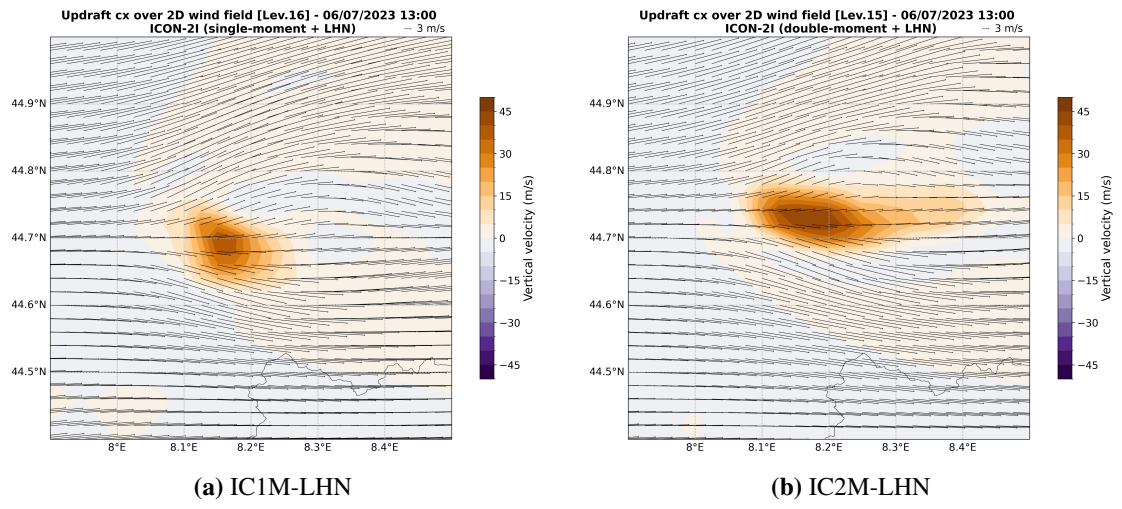 Updraft cx over 2D wind field [Lev.16] - 06/07/2023 13:00
ICON-2I (single-moment + LHN)
3 m/s
44.9°N
44.8°N
44.7°N
44.6°N
44.5°N
8°E 8.1°E 8.2°E 8.3°E 8.4°E
45
30
15
0
−15
−30
−45
Vertical velocity (m/s)
(a) IC1M-LHN
Updraft cx over 2D wind field [Lev.15] - 06/07/2023 13:00
ICON-2I (double-moment + LHN)
3 m/s
44.9°N
44.8°N
44.7°N
44.6°N
44.5°N
8°E 8.1°E 8.2°E 8.3°E 8.4°E
45
30
15
0
−15
−30
−45
Vertical velocity (m/s)
(b) IC2M-LHN